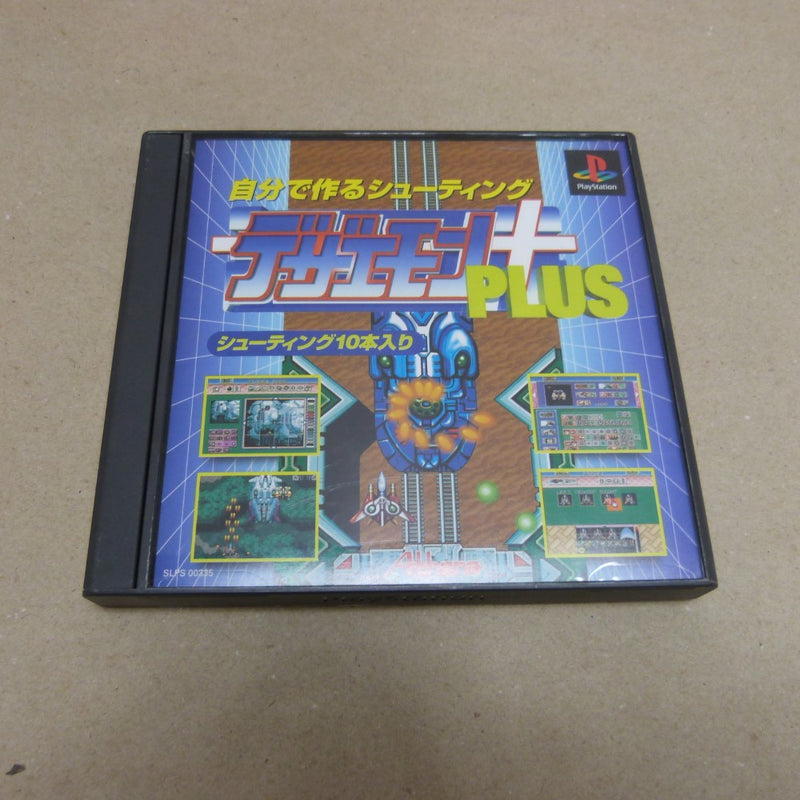 自分で作るシューティング
PlayStation
デザエモン+
PLUS
シューティング10本入り
SLPS 00335
Athena